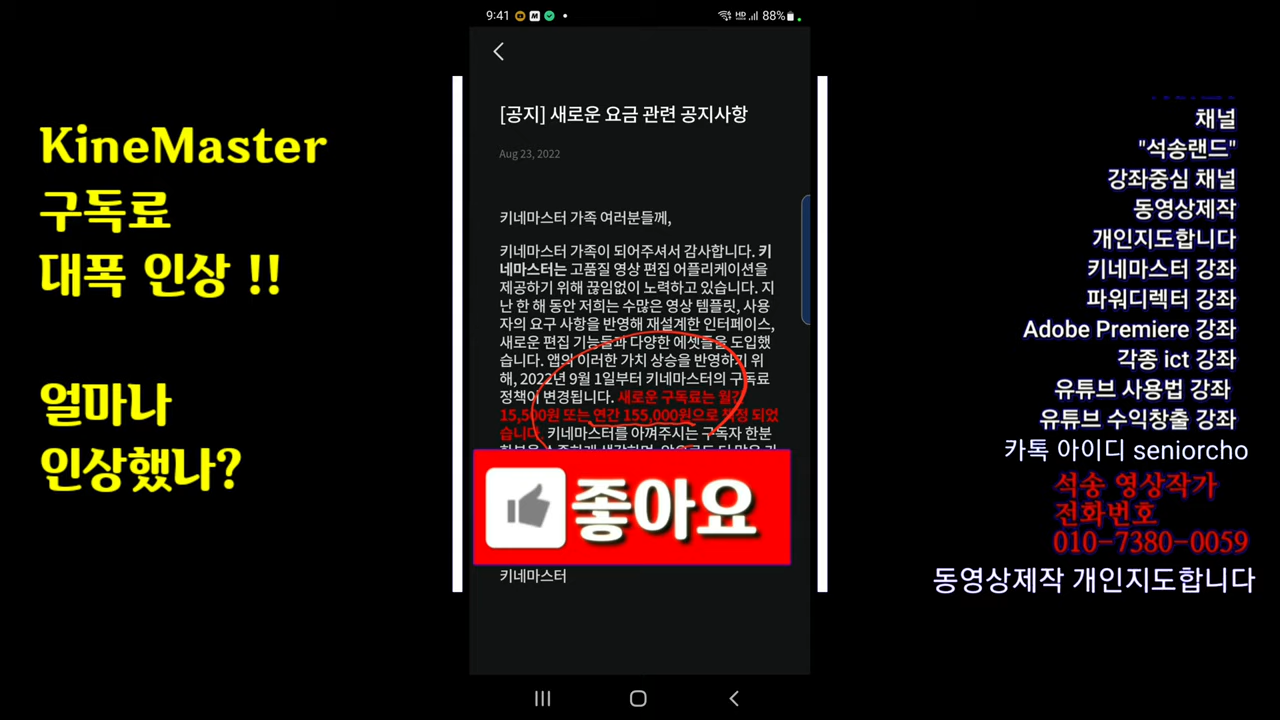 KineMaster
구독료
대폭 인상 !!
얼마나
인상했나?
9:41
88%
[공지] 새로운 요금 관련 공지사항
Aug 23, 2022
키네마스터 가족 여러분들께,
키네마스터 가족이 되어주셔서 감사합니다. 키
네마스터는 고품질 영상 편집 어플리케이션을
제공하기 위해 끊임없이 노력하고 있습니다. 지
난 한 해 동안 저희는 수많은 영상 템플릿, 사용
자의 요구 사항을 반영해 재설계한 인터페이스,
새로운 편집 기능들과 다양한 에셋들을 도입했
습니다. 앱의 이러한 가치 상승을 반영하기 위
해, 2022년 9월 1일부터 키네마스터의 구독료
정책이 변경됩니다. 새로운 구독료는 월간
15,500원 또는 연간 155,000원으로 책정 되었
습니다. 키네마스터를 아껴주시는 구독자 한분
좋아요
키네마스터
채널
"석송랜드"
강좌중심 채널
동영상제작
개인지도합니다
키네마스터 강좌
파워디렉터 강좌
Adobe Premiere 강좌
각종 ict 강좌
유튜브 사용법 강좌
유튜브 수익창출 강좌
카톡 아이디 seniorcho
석송 영상작가
전화번호
010-7380-0059
동영상제작 개인지도합니다